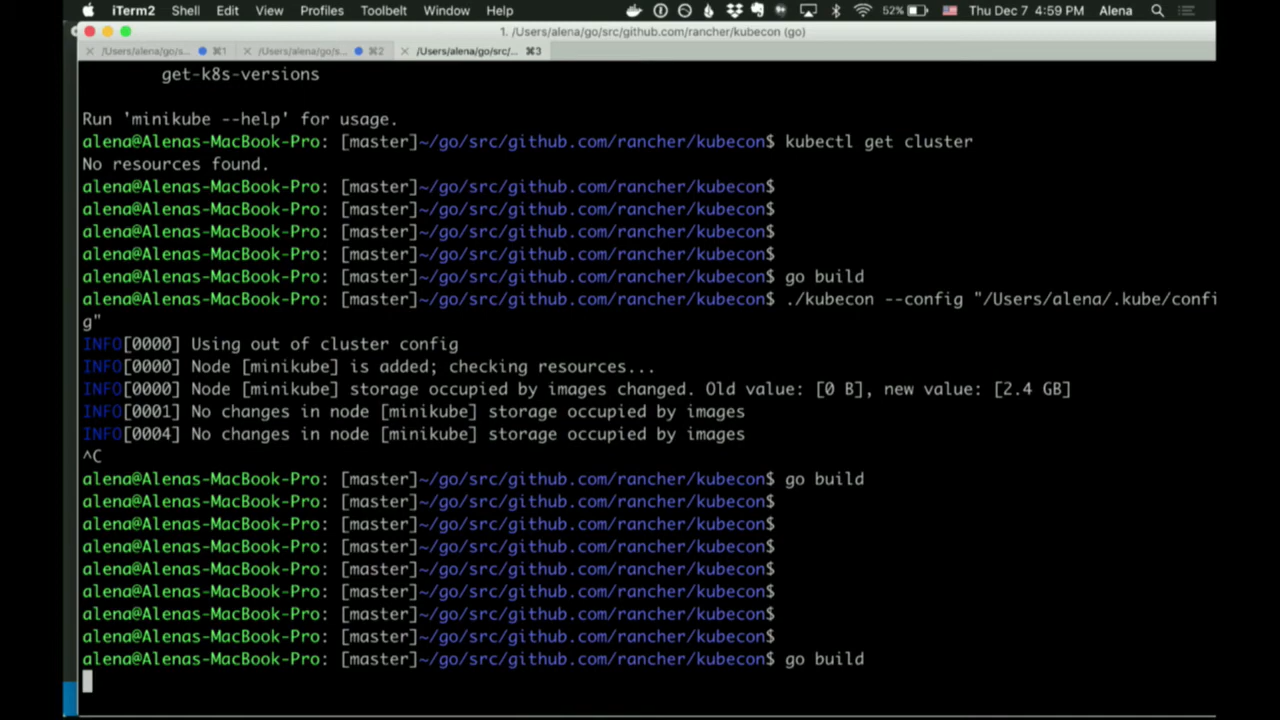 iTerm2 Shell Edit View Profiles Toolbelt Window Help 52% Thu Dec 7 4:59 PM Alena
1. /Users/alena/go/src/github.com/rancher/kubecon (go)
/Users/alena/go/s... ⌘1 /Users/alena/go/s... ⌘2 /Users/alena/go/src/... ⌘3
get-k8s-versions
Run 'minikube --help' for usage.
alena@Alenas-MacBook-Pro: [master]~/go/src/github.com/rancher/kubecon$ kubectl get cluster
No resources found.
alena@Alenas-MacBook-Pro: [master]~/go/src/github.com/rancher/kubecon$
alena@Alenas-MacBook-Pro: [master]~/go/src/github.com/rancher/kubecon$
alena@Alenas-MacBook-Pro: [master]~/go/src/github.com/rancher/kubecon$
alena@Alenas-MacBook-Pro: [master]~/go/src/github.com/rancher/kubecon$
alena@Alenas-MacBook-Pro: [master]~/go/src/github.com/rancher/kubecon$ go build
alena@Alenas-MacBook-Pro: [master]~/go/src/github.com/rancher/kubecon$ ./kubecon --config "/Users/alena/.kube/confi
g"
INFO[0000] Using out of cluster config
INFO[0000] Node [minikube] is added; checking resources...
INFO[0000] Node [minikube] storage occupied by images changed. Old value: [0 B], new value: [2.4 GB]
INFO[0001] No changes in node [minikube] storage occupied by images
INFO[0004] No changes in node [minikube] storage occupied by images
^C
alena@Alenas-MacBook-Pro: [master]~/go/src/github.com/rancher/kubecon$ go build
alena@Alenas-MacBook-Pro: [master]~/go/src/github.com/rancher/kubecon$
alena@Alenas-MacBook-Pro: [master]~/go/src/github.com/rancher/kubecon$
alena@Alenas-MacBook-Pro: [master]~/go/src/github.com/rancher/kubecon$
alena@Alenas-MacBook-Pro: [master]~/go/src/github.com/rancher/kubecon$
alena@Alenas-MacBook-Pro: [master]~/go/src/github.com/rancher/kubecon$
alena@Alenas-MacBook-Pro: [master]~/go/src/github.com/rancher/kubecon$
alena@Alenas-MacBook-Pro: [master]~/go/src/github.com/rancher/kubecon$
alena@Alenas-MacBook-Pro: [master]~/go/src/github.com/rancher/kubecon$ go build